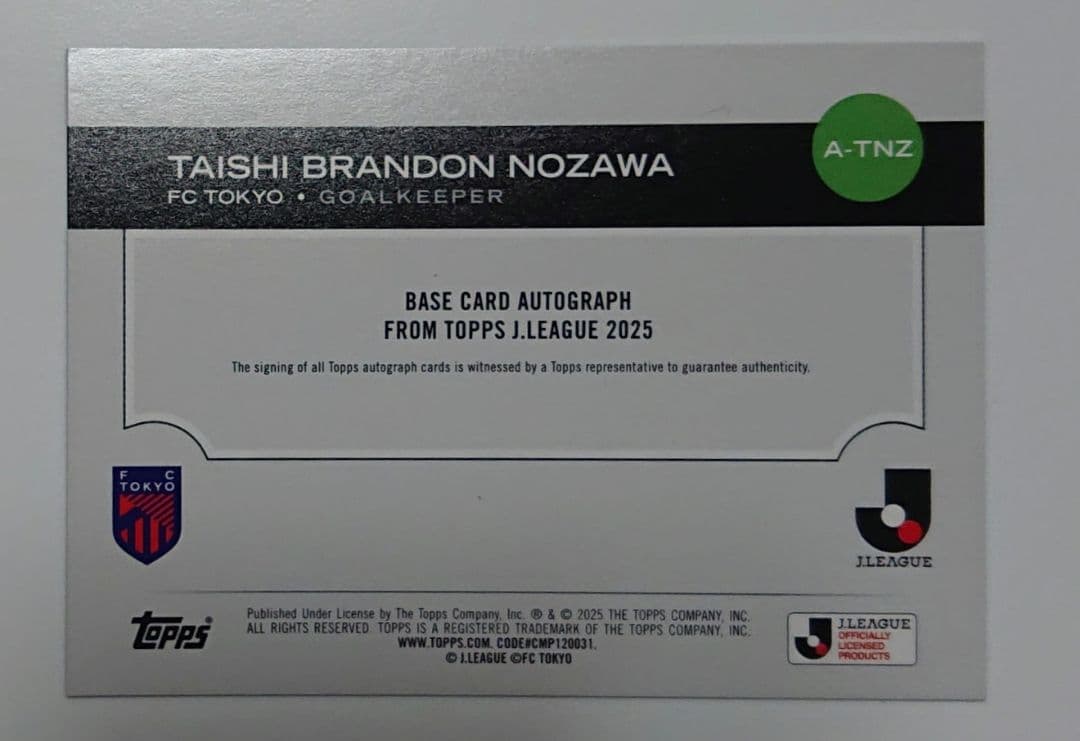 TAISHI BRANDON NOZAWA
FC TOKYO • GOALKEEPER
A-TNZ
BASE CARD AUTOGRAPH
FROM TOPPS J.LEAGUE 2025
The signing of all Topps autograph cards is witnessed by a Topps representative to guarantee authenticity.
F C
TOKYO
J.LEAGUE
topps®
Published Under License by The Topps Company, Inc. ® & © 2025 THE TOPPS COMPANY, INC.
ALL RIGHTS RESERVED. TOPPS IS A REGISTERED TRADEMARK OF THE TOPPS COMPANY, INC.
WWW.TOPPS.COM. CODE#CMP120031.
© J.LEAGUE ©FC TOKYO
J.LEAGUE
OFFICIALLY
LICENSED
PRODUCTS